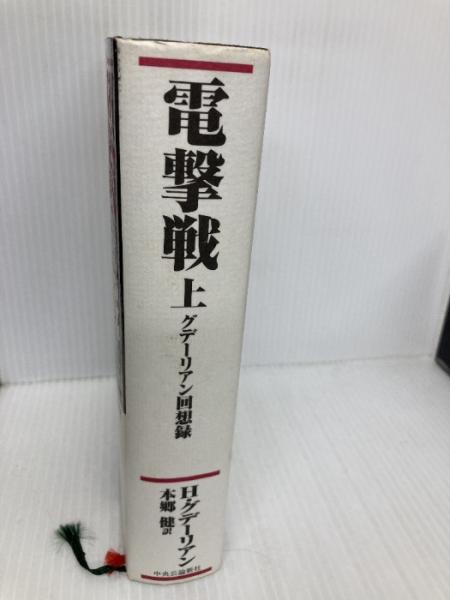 電撃戦 上
グデーリアン回想録
H・グデーリアン
本郷 健 訳
中央公論新社